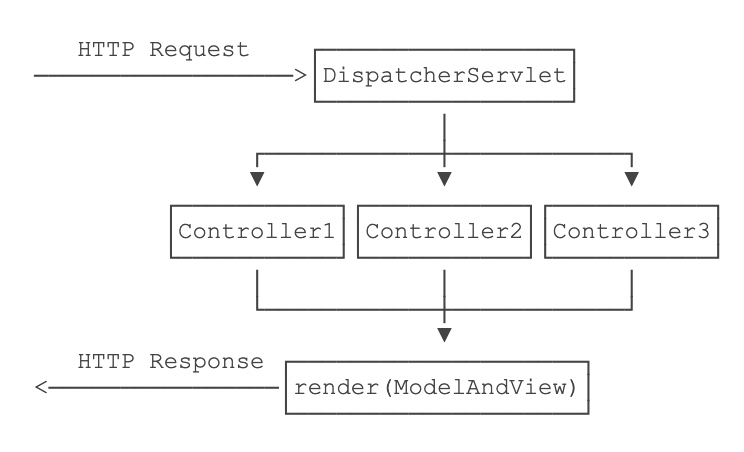 HTTP Request
DispatcherServlet
Controller1 Controller2 Controller3
HTTP Response
render(ModelAndView)